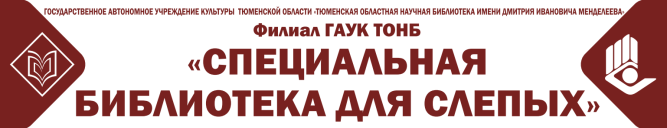 ГОСУДАРСТВЕННОЕ АВТОНОМНОЕ УЧРЕЖДЕНИЕ КУЛЬТУРЫ ТЮМЕНСКОЙ ОБЛАСТИ «ТЮМЕНСКАЯ ОБЛАСТНАЯ НАУЧНАЯ БИБЛИОТЕКА ИМЕНИ ДМИТРИЯ ИВАНОВИЧА МЕНДЕЛЕЕВА»
Филиал ГАУК ТОНБ
«СПЕЦИАЛЬНАЯ
БИБЛИОТЕКА ДЛЯ СЛЕПЫХ»